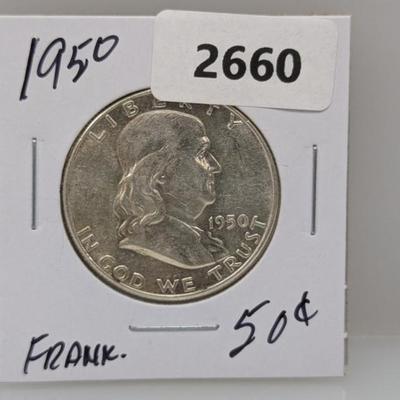 1950
2660
LIBERTY
1950
IN GOD WE TRUST
FRANK.
50¢